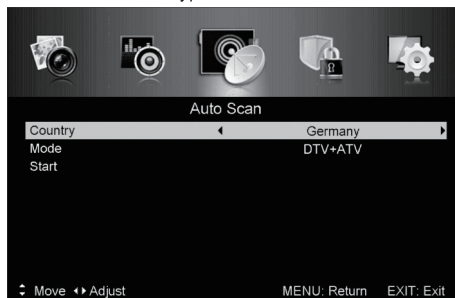 Auto Scan
Country Germany
Mode DTV+ATV
Start
Move Adjust MENU: Return EXIT: Exit